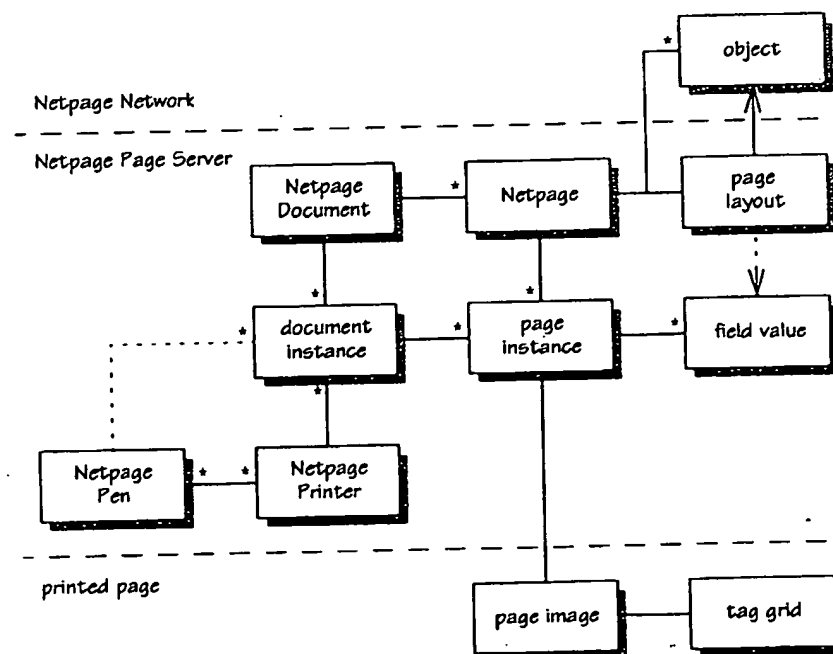 object
Netpage Network
Netpage Page Server
Netpage
Document
Netpage
page
layout
document
instance
page
instance
field value
Netpage
Pen
Netpage
Printer
printed page
page image
tag grid
*
*
*
*
*
*
*
*
*
*